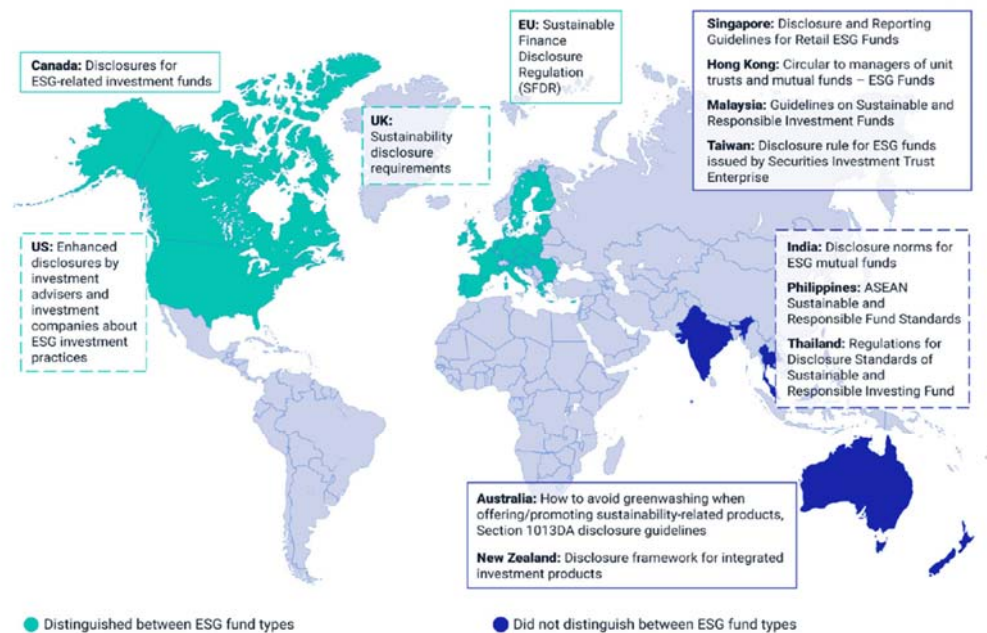 Canada: Disclosures for
ESG-related investment funds
EU: Sustainable
Finance
Disclosure
Regulation
(SFDR)
Singapore: Disclosure and Reporting
Guidelines for Retail ESG Funds
Hong Kong: Circular to managers of unit
trusts and mutual funds – ESG Funds
Malaysia: Guidelines on Sustainable and
Responsible Investment Funds
Taiwan: Disclosure rule for ESG funds
issued by Securities Investment Trust
Enterprise
UK:
Sustainability
disclosure
requirements
US: Enhanced
disclosures by
investment
advisers and
investment
companies about
ESG investment
practices
India: Disclosure norms for
ESG mutual funds
Philippines: ASEAN
Sustainable and
Responsible Fund Standards
Thailand: Regulations for
Disclosure Standards of
Sustainable and
Responsible Investing Fund
Australia: How to avoid greenwashing when
offering/promoting sustainability-related products,
Section 1013DA disclosure guidelines
New Zealand: Disclosure framework for integrated
investment products
Distinguished between ESG fund types
Did not distinguish between ESG fund types